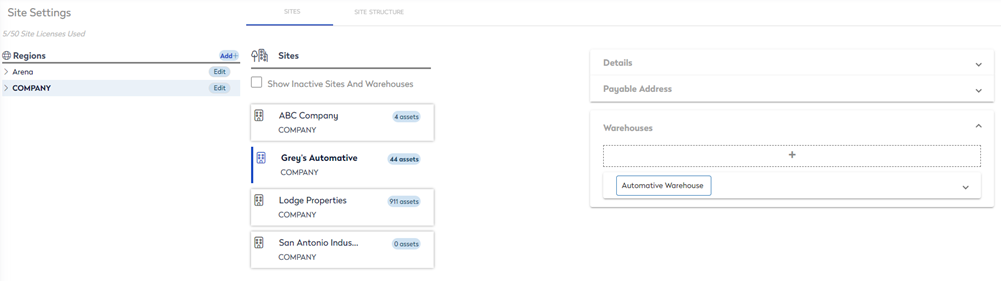 Site Settings
SITES
SITE STRUCTURE
5/50 Site Licenses Used
Regions
Add+
Arena
Edit
COMPANY
Edit
Sites
Show Inactive Sites And Warehouses
ABC Company
4 assets
COMPANY
Grey's Automative
44 assets
COMPANY
Lodge Properties
911 assets
COMPANY
San Antonio Indus...
0 assets
COMPANY
Details
Payable Address
Warehouses
+
Automative Warehouse